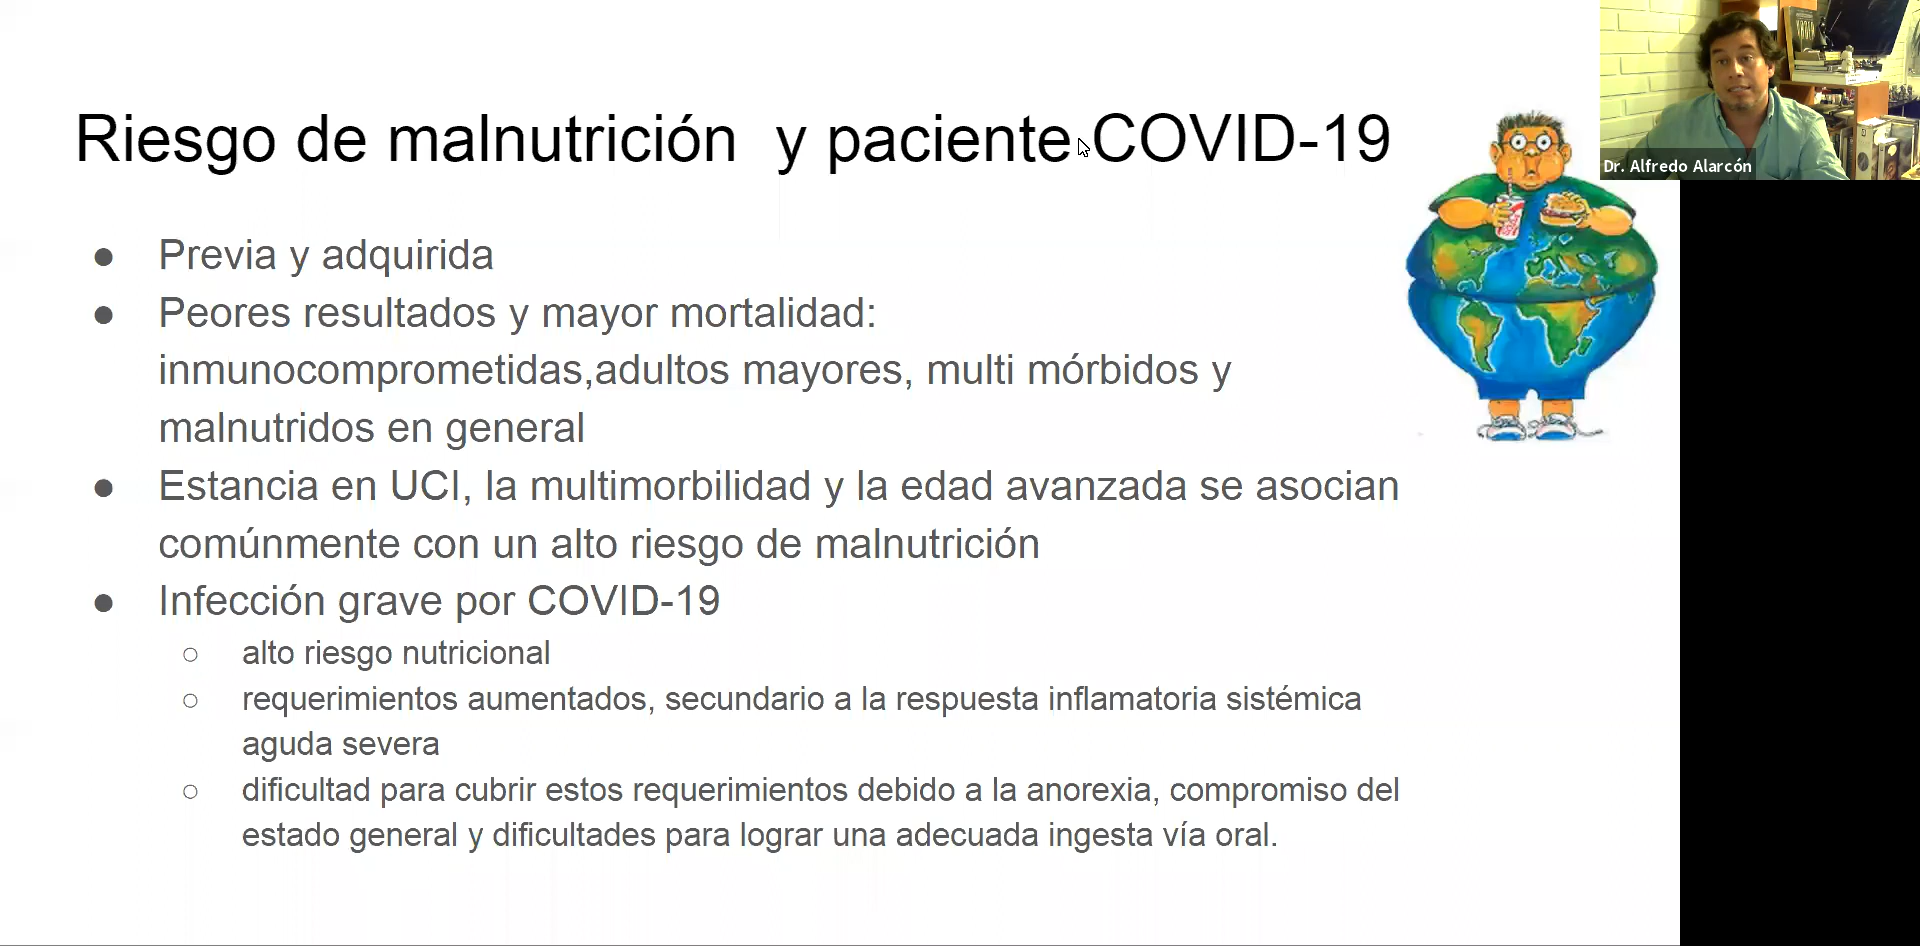 Riesgo de malnutrición y paciente COVID-19
Dr. Alfredo Alarcón
● Previa y adquirida
● Peores resultados y mayor mortalidad:
inmunocomprometidas,adultos mayores, multi mórbidos y
malnutridos en general
● Estancia en UCI, la multimorbilidad y la edad avanzada se asocian
comúnmente con un alto riesgo de malnutrición
● Infección grave por COVID-19
○ alto riesgo nutricional
○ requerimientos aumentados, secundario a la respuesta inflamatoria sistémica
aguda severa
○ dificultad para cubrir estos requerimientos debido a la anorexia, compromiso del
estado general y dificultades para lograr una adecuada ingesta vía oral.